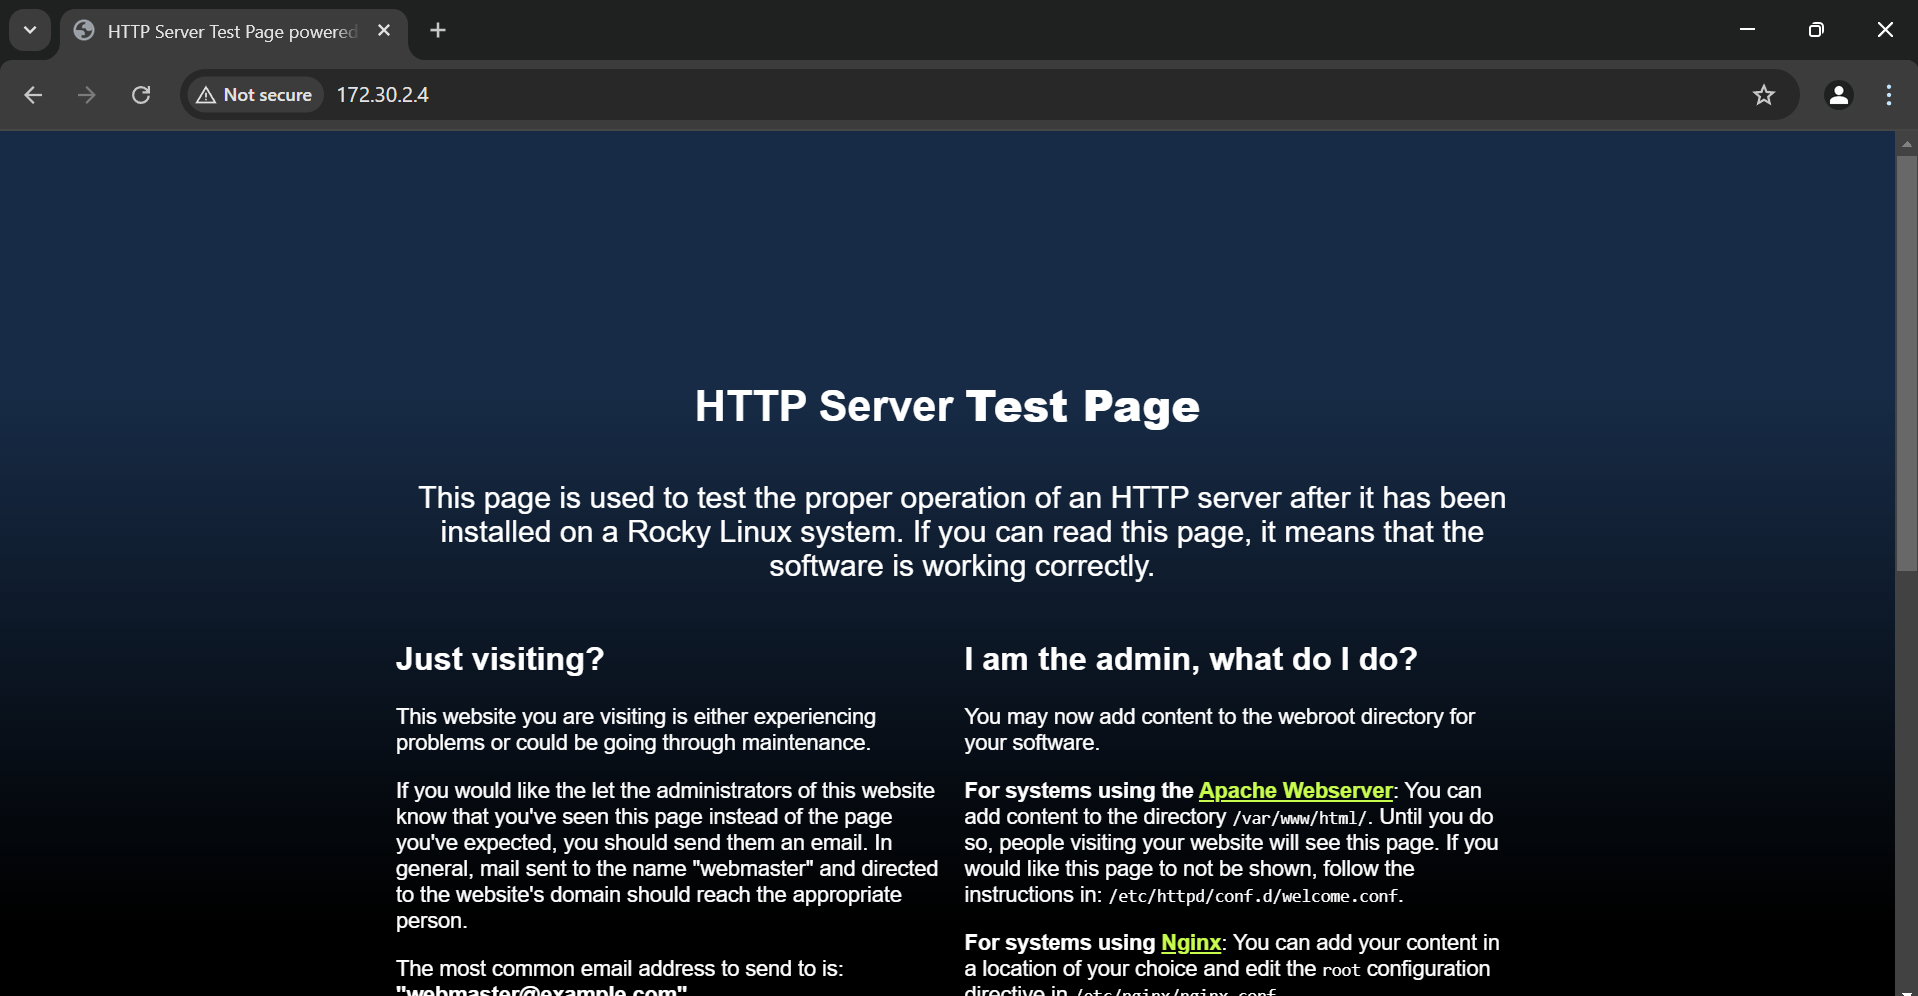 HTTP Server Test Page powered
Not secure
172.30.2.4
HTTP Server Test Page
This page is used to test the proper operation of an HTTP server after it has been
installed on a Rocky Linux system. If you can read this page, it means that the
software is working correctly.
Just visiting?
This website you are visiting is either experiencing
problems or could be going through maintenance.
If you would like the let the administrators of this website
know that you've seen this page instead of the page
you've expected, you should send them an email. In
general, mail sent to the name "webmaster" and directed
to the website's domain should reach the appropriate
person.
The most common email address to send to is:
"webmaster@example.com"
I am the admin, what do I do?
You may now add content to the webroot directory for
your software.
For systems using the Apache Webserver: You can
add content to the directory /var/www/html/. Until you do
so, people visiting your website will see this page. If you
would like this page to not be shown, follow the
instructions in: /etc/httpd/conf.d/welcome.conf.
For systems using Nginx: You can add your content in
a location of your choice and edit the root configuration
directive in /etc/nginx/nginx.conf.